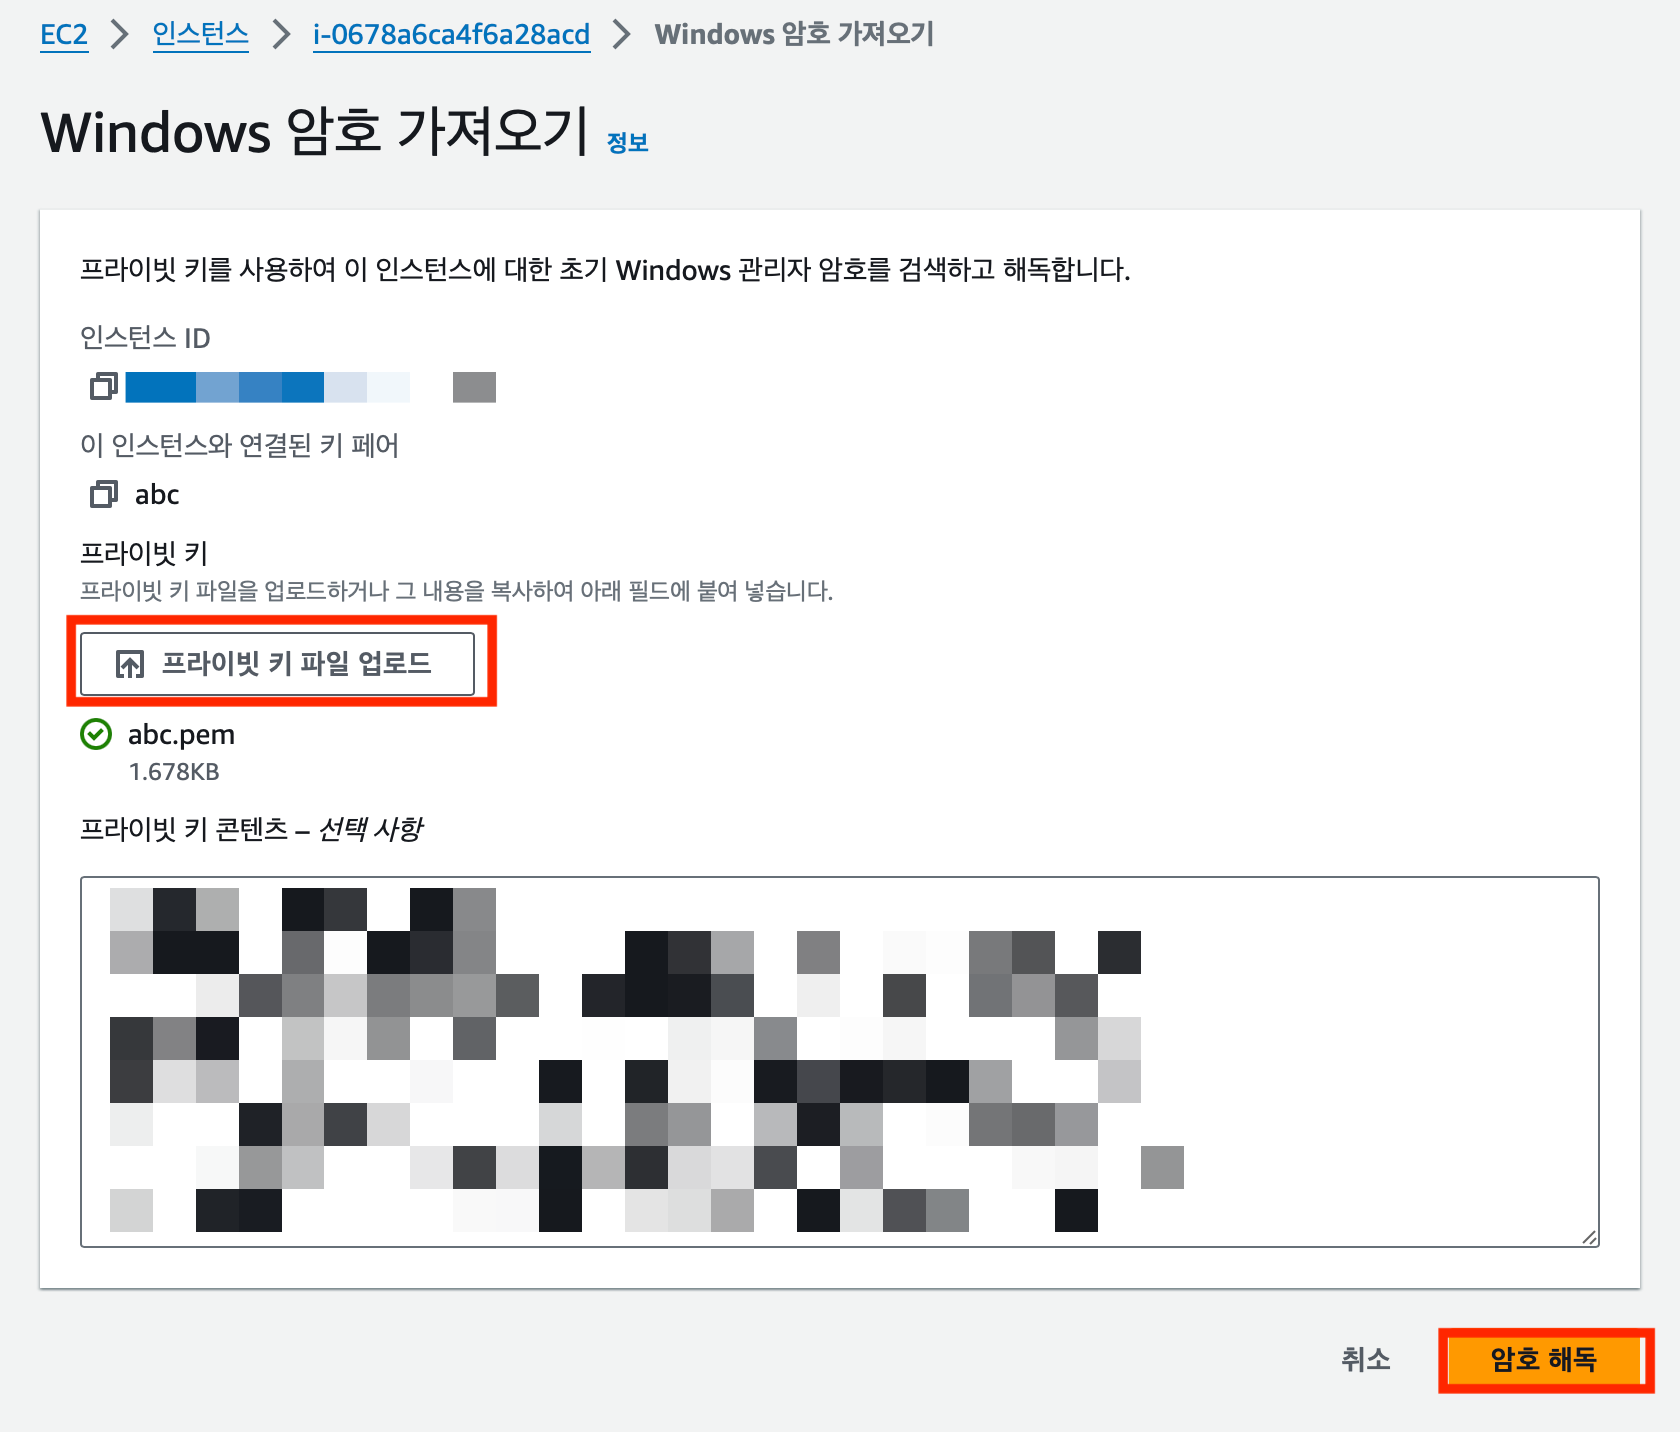 EC2 > 인스턴스 > i-0678a6ca4f6a28acd > Windows 암호 가져오기
Windows 암호 가져오기 정보
프라이빗 키를 사용하여 이 인스턴스에 대한 초기 Windows 관리자 암호를 검색하고 해독합니다.
인스턴스 ID
이 인스턴스와 연결된 키 페어
abc
프라이빗 키
프라이빗 키 파일을 업로드하거나 그 내용을 복사하여 아래 필드에 붙여 넣습니다.
프라이빗 키 파일 업로드
abc.pem
1.678KB
프라이빗 키 콘텐츠 – 선택 사항
취소 암호 해독